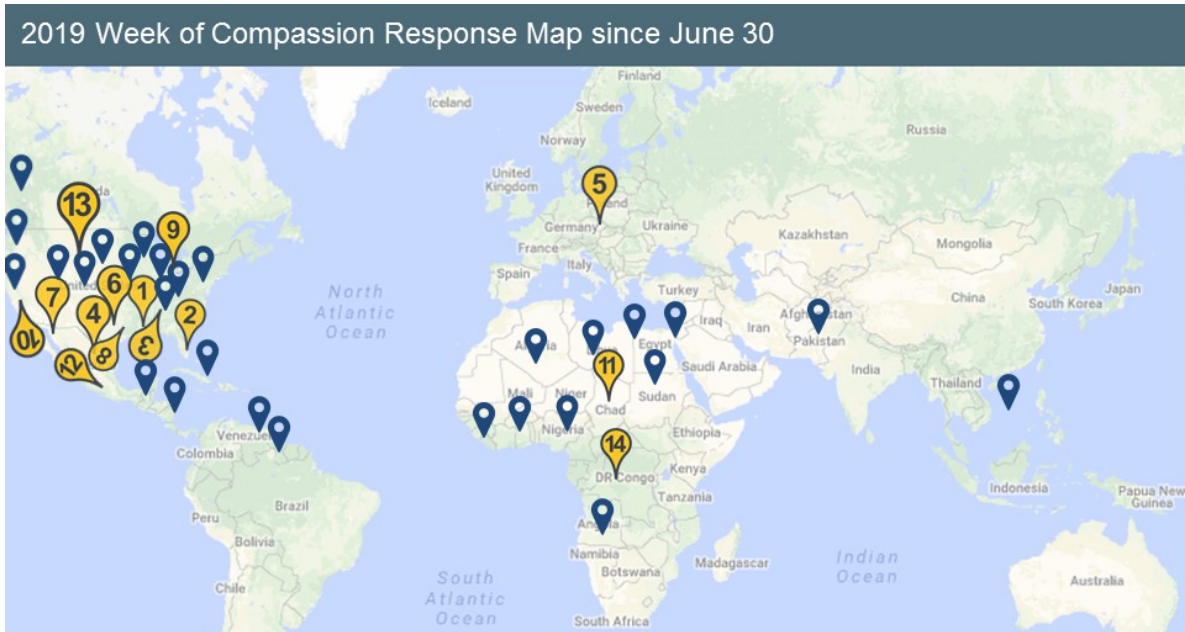 2019 Week of Compassion Response Map since June 30
Finland
Iceland
Sweden
Russia
Norway
United
Kingdom
13
5
9
Germany
Ukraine
Kazakhstan
France
Mongolia
Italy
6
1
7
Spain
North
Atlantic
Ocean
Turkey
China
Japan
South Korea
4
2
Iraq
Iran
10
3
8
12
Egypt
Pakistan
11
Saudi Arabia
India
Mali
Niger
Sudan
Thailand
Chad
Nigeria
14
Ethiopia
Colombia
DR Congo
Kenya
Indonesia
Papua New
Guinea
Tanzania
Brazil
Peru
Bolivia
Namibia
Botswana
Madagascar
Indian
Ocean
Chile
South
Atlantic
Ocean
Australia
South Africa